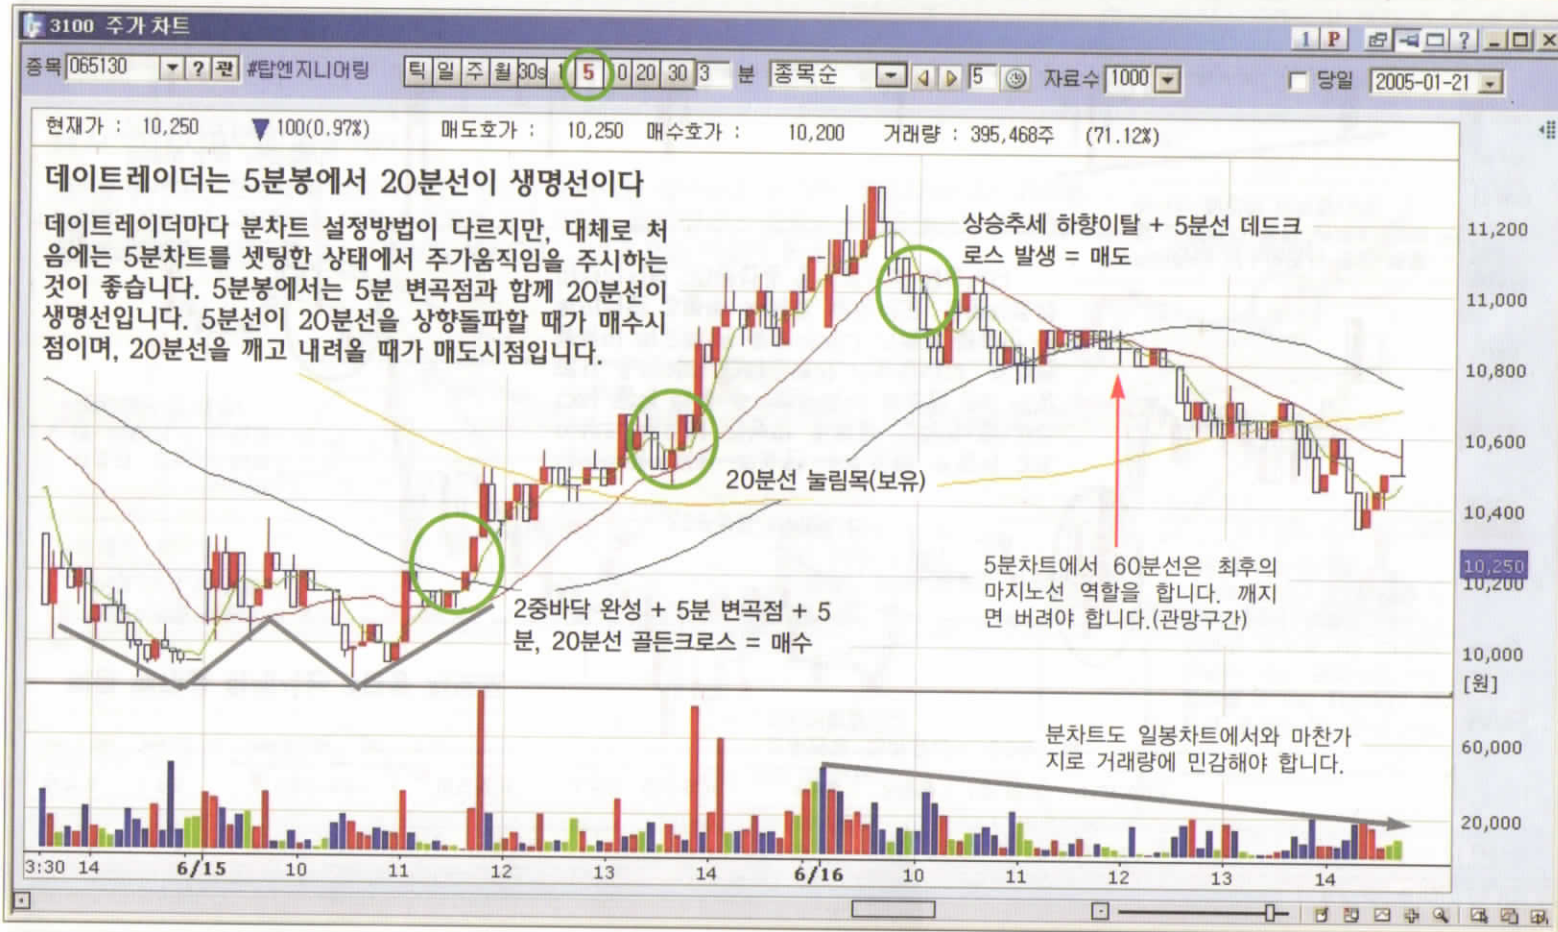 3100 주가 차트
1 P ?
종목 065130 ? 관 #탑엔지니어링 틱 일 주 월 30s 1 5 0 20 30 3 분 종목순 5 자료수 1000 당일 2005-01-21
현재가 : 10,250 ▼ 100(0.97%) 매도호가 : 10,250 매수호가 : 10,200 거래량 : 395,468주 (71.12%)
데이트레이더는 5분봉에서 20분선이 생명선이다
데이트레이더마다 분차트 설정방법이 다르지만, 대체로 처
음에는 5분차트를 셋팅한 상태에서 주가움직임을 주시하는
것이 좋습니다. 5분봉에서는 5분 변곡점과 함께 20분선이
생명선입니다. 5분선이 20분선을 상향돌파할 때가 매수시
점이며, 20분선을 깨고 내려올 때가 매도시점입니다.
상승추세 하향이탈 + 5분선 데드크
로스 발생 = 매도
20분선 눌림목(보유)
2중바닥 완성 + 5분 변곡점 + 5
분, 20분선 골든크로스 = 매수
5분차트에서 60분선은 최후의
마지노선 역할을 합니다. 깨지
면 버려야 합니다.(관망구간)
11,200
11,000
10,800
10,600
10,400
10,250
10,200
10,000
[원]
분차트도 일봉차트에서와 마찬가
지로 거래량에 민감해야 합니다.
60,000
20,000
3:30 14 6/15 10 11 12 13 14 6/16 10 11 12 13 14